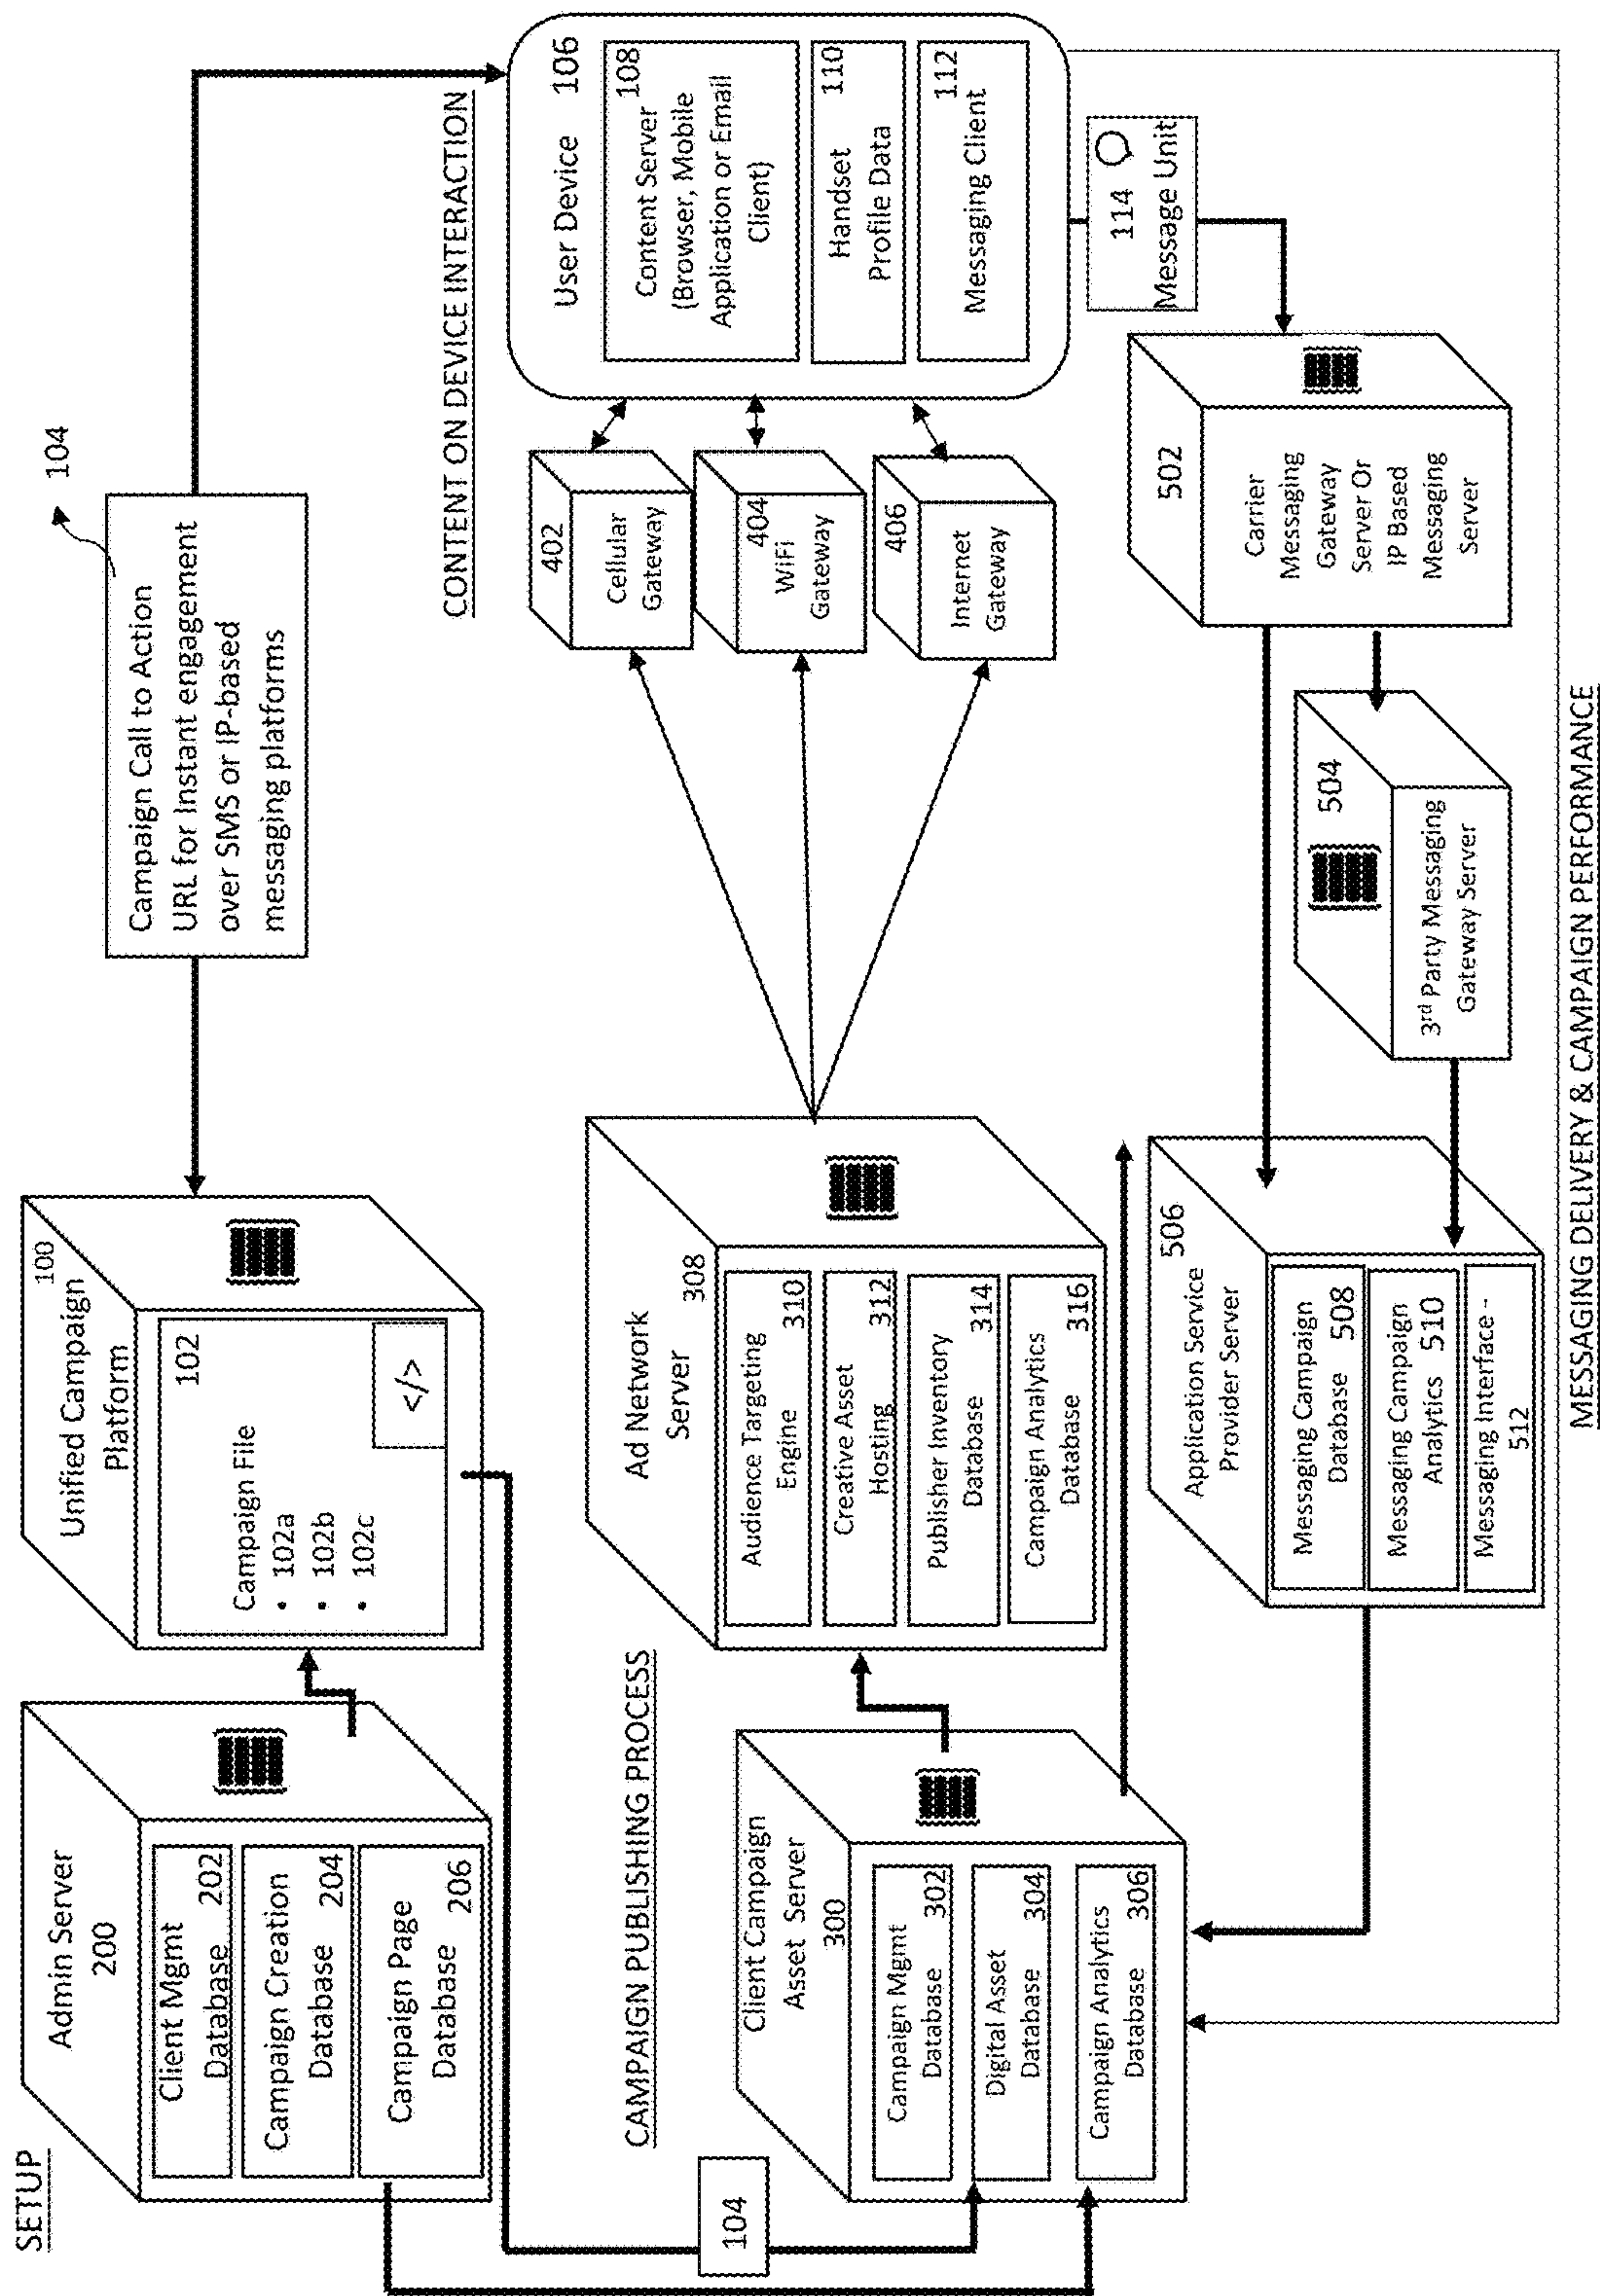 SETUP
Admin Server
200
Client Mgmt
Database 202
Campaign Creation
Database 204
Campaign Page
Database 206
100
Unified Campaign
Platform
102
Campaign File
• 102a
• 102b
• 102c
</>
104
Campaign Call to Action
URL for Instant engagement
over SMS or IP-based
messaging platforms
CAMPAIGN PUBLISHING PROCESS
104
Client Campaign
Asset Server
300
Campaign Mgmt
Database 302
Digital Asset
Database 304
Campaign Analytics
Database 306
Ad Network
Server 308
Audience Targeting
Engine 310
Creative Asset
Hosting 312
Publisher Inventory
Database 314
Campaign Analytics
Database 316
CONTENT ON DEVICE INTERACTION
402
Cellular
Gateway
404
WiFi
Gateway
406
Internet
Gateway
User Device 106
108
Content Server
(Browser, Mobile
Application or Email
Client)
110
Handset
Profile Data
112
Messaging Client
114
Message Unit
502
Carrier
Messaging
Gateway
Server Or
IP Based
Messaging
Server
504
3rd Party Messaging
Gateway Server
506
Application Service
Provider Server
Messaging Campaign
Database 508
Messaging Campaign
Analytics 510
Messaging Interface -
512
MESSAGING DELIVERY & CAMPAIGN PERFORMANCE